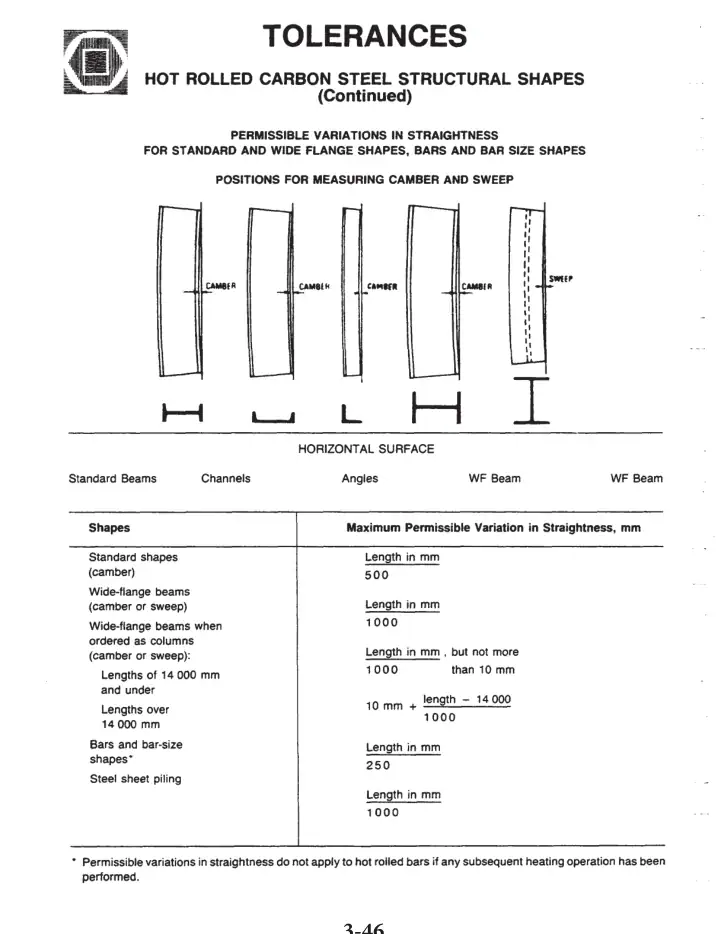 TOLERANCES
HOT ROLLED CARBON STEEL STRUCTURAL SHAPES
(Continued)
PERMISSIBLE VARIATIONS IN STRAIGHTNESS
FOR STANDARD AND WIDE FLANGE SHAPES, BARS AND BAR SIZE SHAPES
POSITIONS FOR MEASURING CAMBER AND SWEEP
CAMBER
CAMBER
CAMBER
CAMBER
SWEEP
HORIZONTAL SURFACE
Standard Beams Channels Angles WF Beam WF Beam
Shapes Maximum Permissible Variation in Straightness, mm
Standard shapes Length in mm
(camber) 500
Wide-flange beams
(camber or sweep) Length in mm
Wide-flange beams when 1000
ordered as columns
(camber or sweep): Length in mm , but not more
Lengths of 14 000 mm 1000 than 10 mm
and under
Lengths over 10 mm + length − 14 000
14 000 mm 1000
Bars and bar-size Length in mm
shapes* 250
Steel sheet piling
Length in mm
1000
* Permissible variations in straightness do not apply to hot rolled bars if any subsequent heating operation has been
performed.
3-46